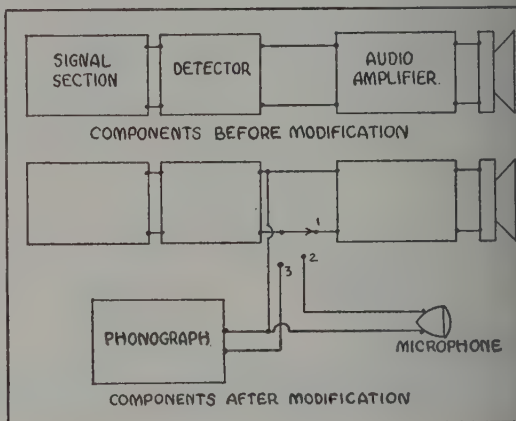 SIGNAL
SECTION
DETECTOR
AUDIO
AMPLIFIER.
COMPONENTS BEFORE MODIFICATION
1
3
2
PHONOGRAPH.
MICROPHONE
COMPONENTS AFTER MODIFICATION